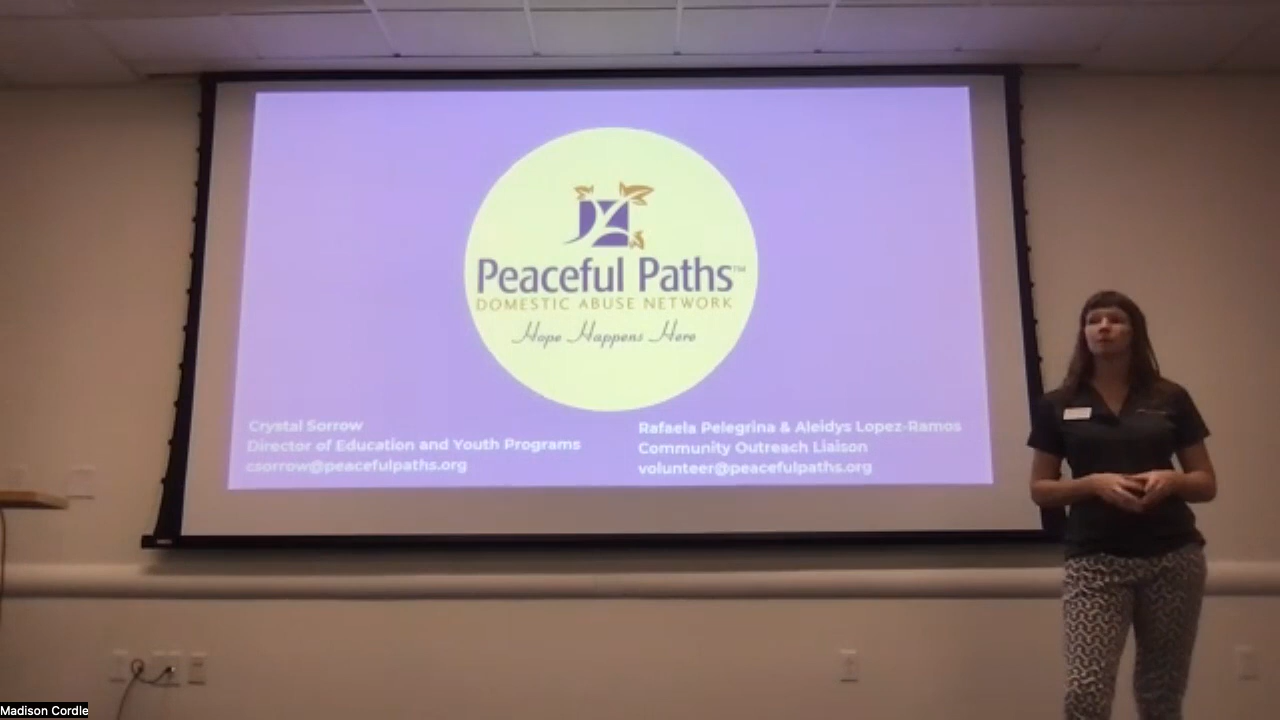 Peaceful Paths™
DOMESTIC ABUSE NETWORK
Hope Happens Here
Crystal Sorrow
Director of Education and Youth Programs
csorrow@peacefulpaths.org
Rafaela Pelegrina & Aleidys Lopez-Ramos
Community Outreach Liaison
volunteer@peacefulpaths.org
Madison Cordle